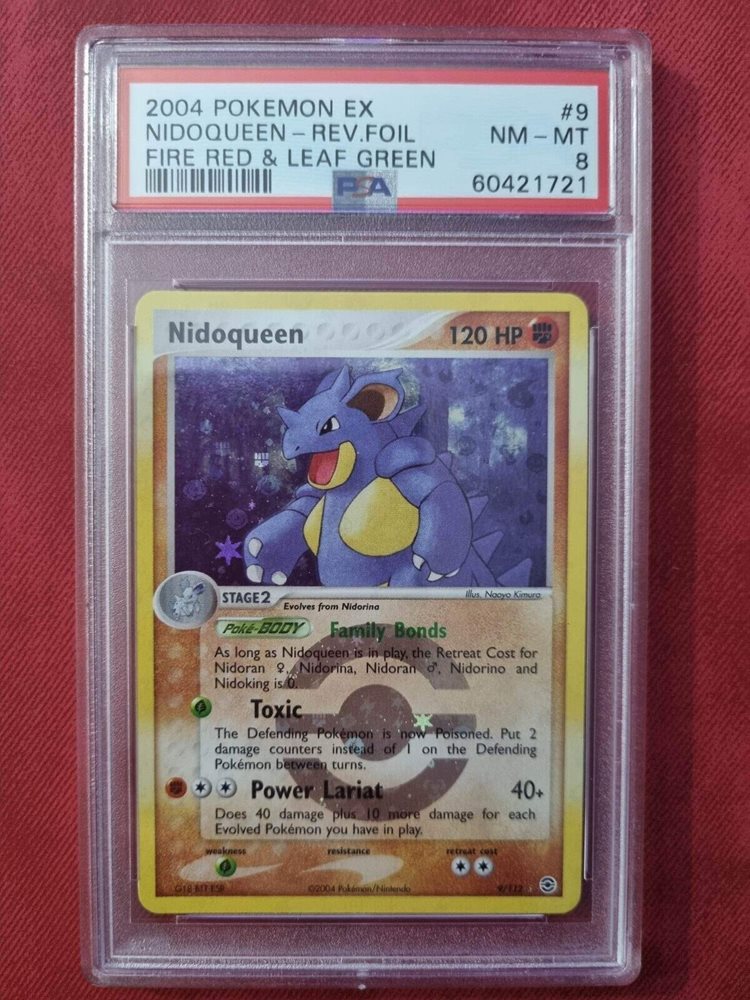 2004 POKEMON EX #9
NIDOQUEEN - REV.FOIL NM - MT
FIRE RED & LEAF GREEN 8
PSA 60421721
Nidoqueen 120 HP
Illus. Naoyo Kimura
STAGE2
Evolves from Nidorina
Poké-BODY Family Bonds
As long as Nidoqueen is in play, the Retreat Cost for
Nidoran ♀, Nidorina, Nidoran ♂, Nidorino and
Nidoking is 0.
Toxic
The Defending Pokémon is now Poisoned. Put 2
damage counters instead of 1 on the Defending
Pokémon between turns.
Power Lariat 40+
Does 40 damage plus 10 more damage for each
Evolved Pokémon you have in play.
weakness resistance retreat cost
©2004 Pokémon/Nintendo 9/112